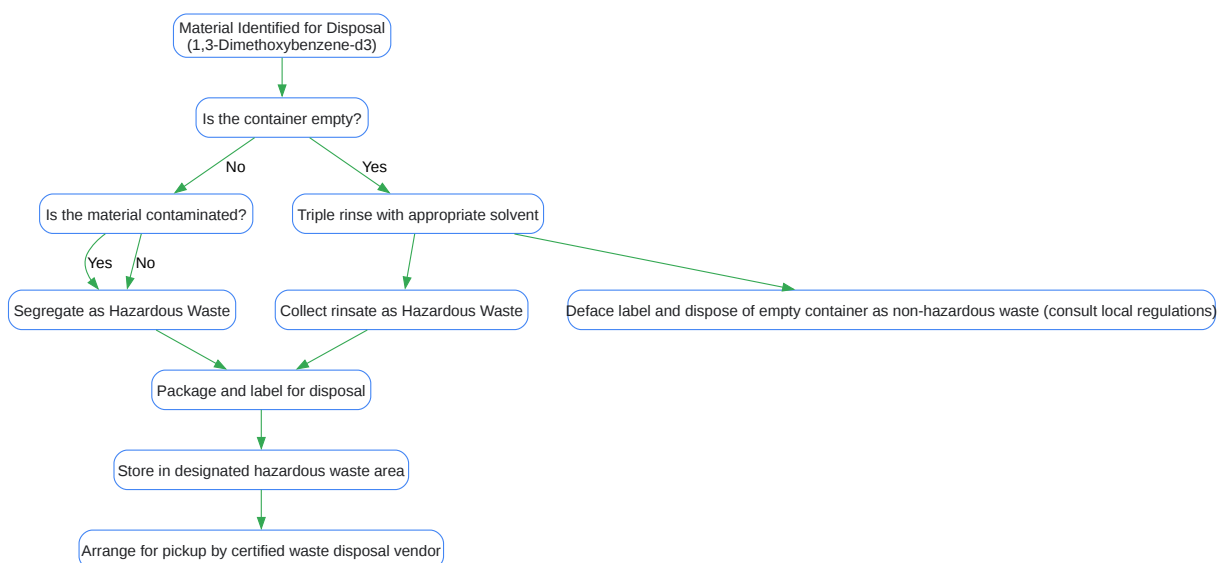 Material Identified for Disposal
(1,3-Dimethoxybenzene-d3)
Is the container empty?
No
Yes
Is the material contaminated?
Triple rinse with appropriate solvent
Yes
No
Segregate as Hazardous Waste
Collect rinsate as Hazardous Waste
Deface label and dispose of empty container as non-hazardous waste (consult local regulations)
Package and label for disposal
Store in designated hazardous waste area
Arrange for pickup by certified waste disposal vendor